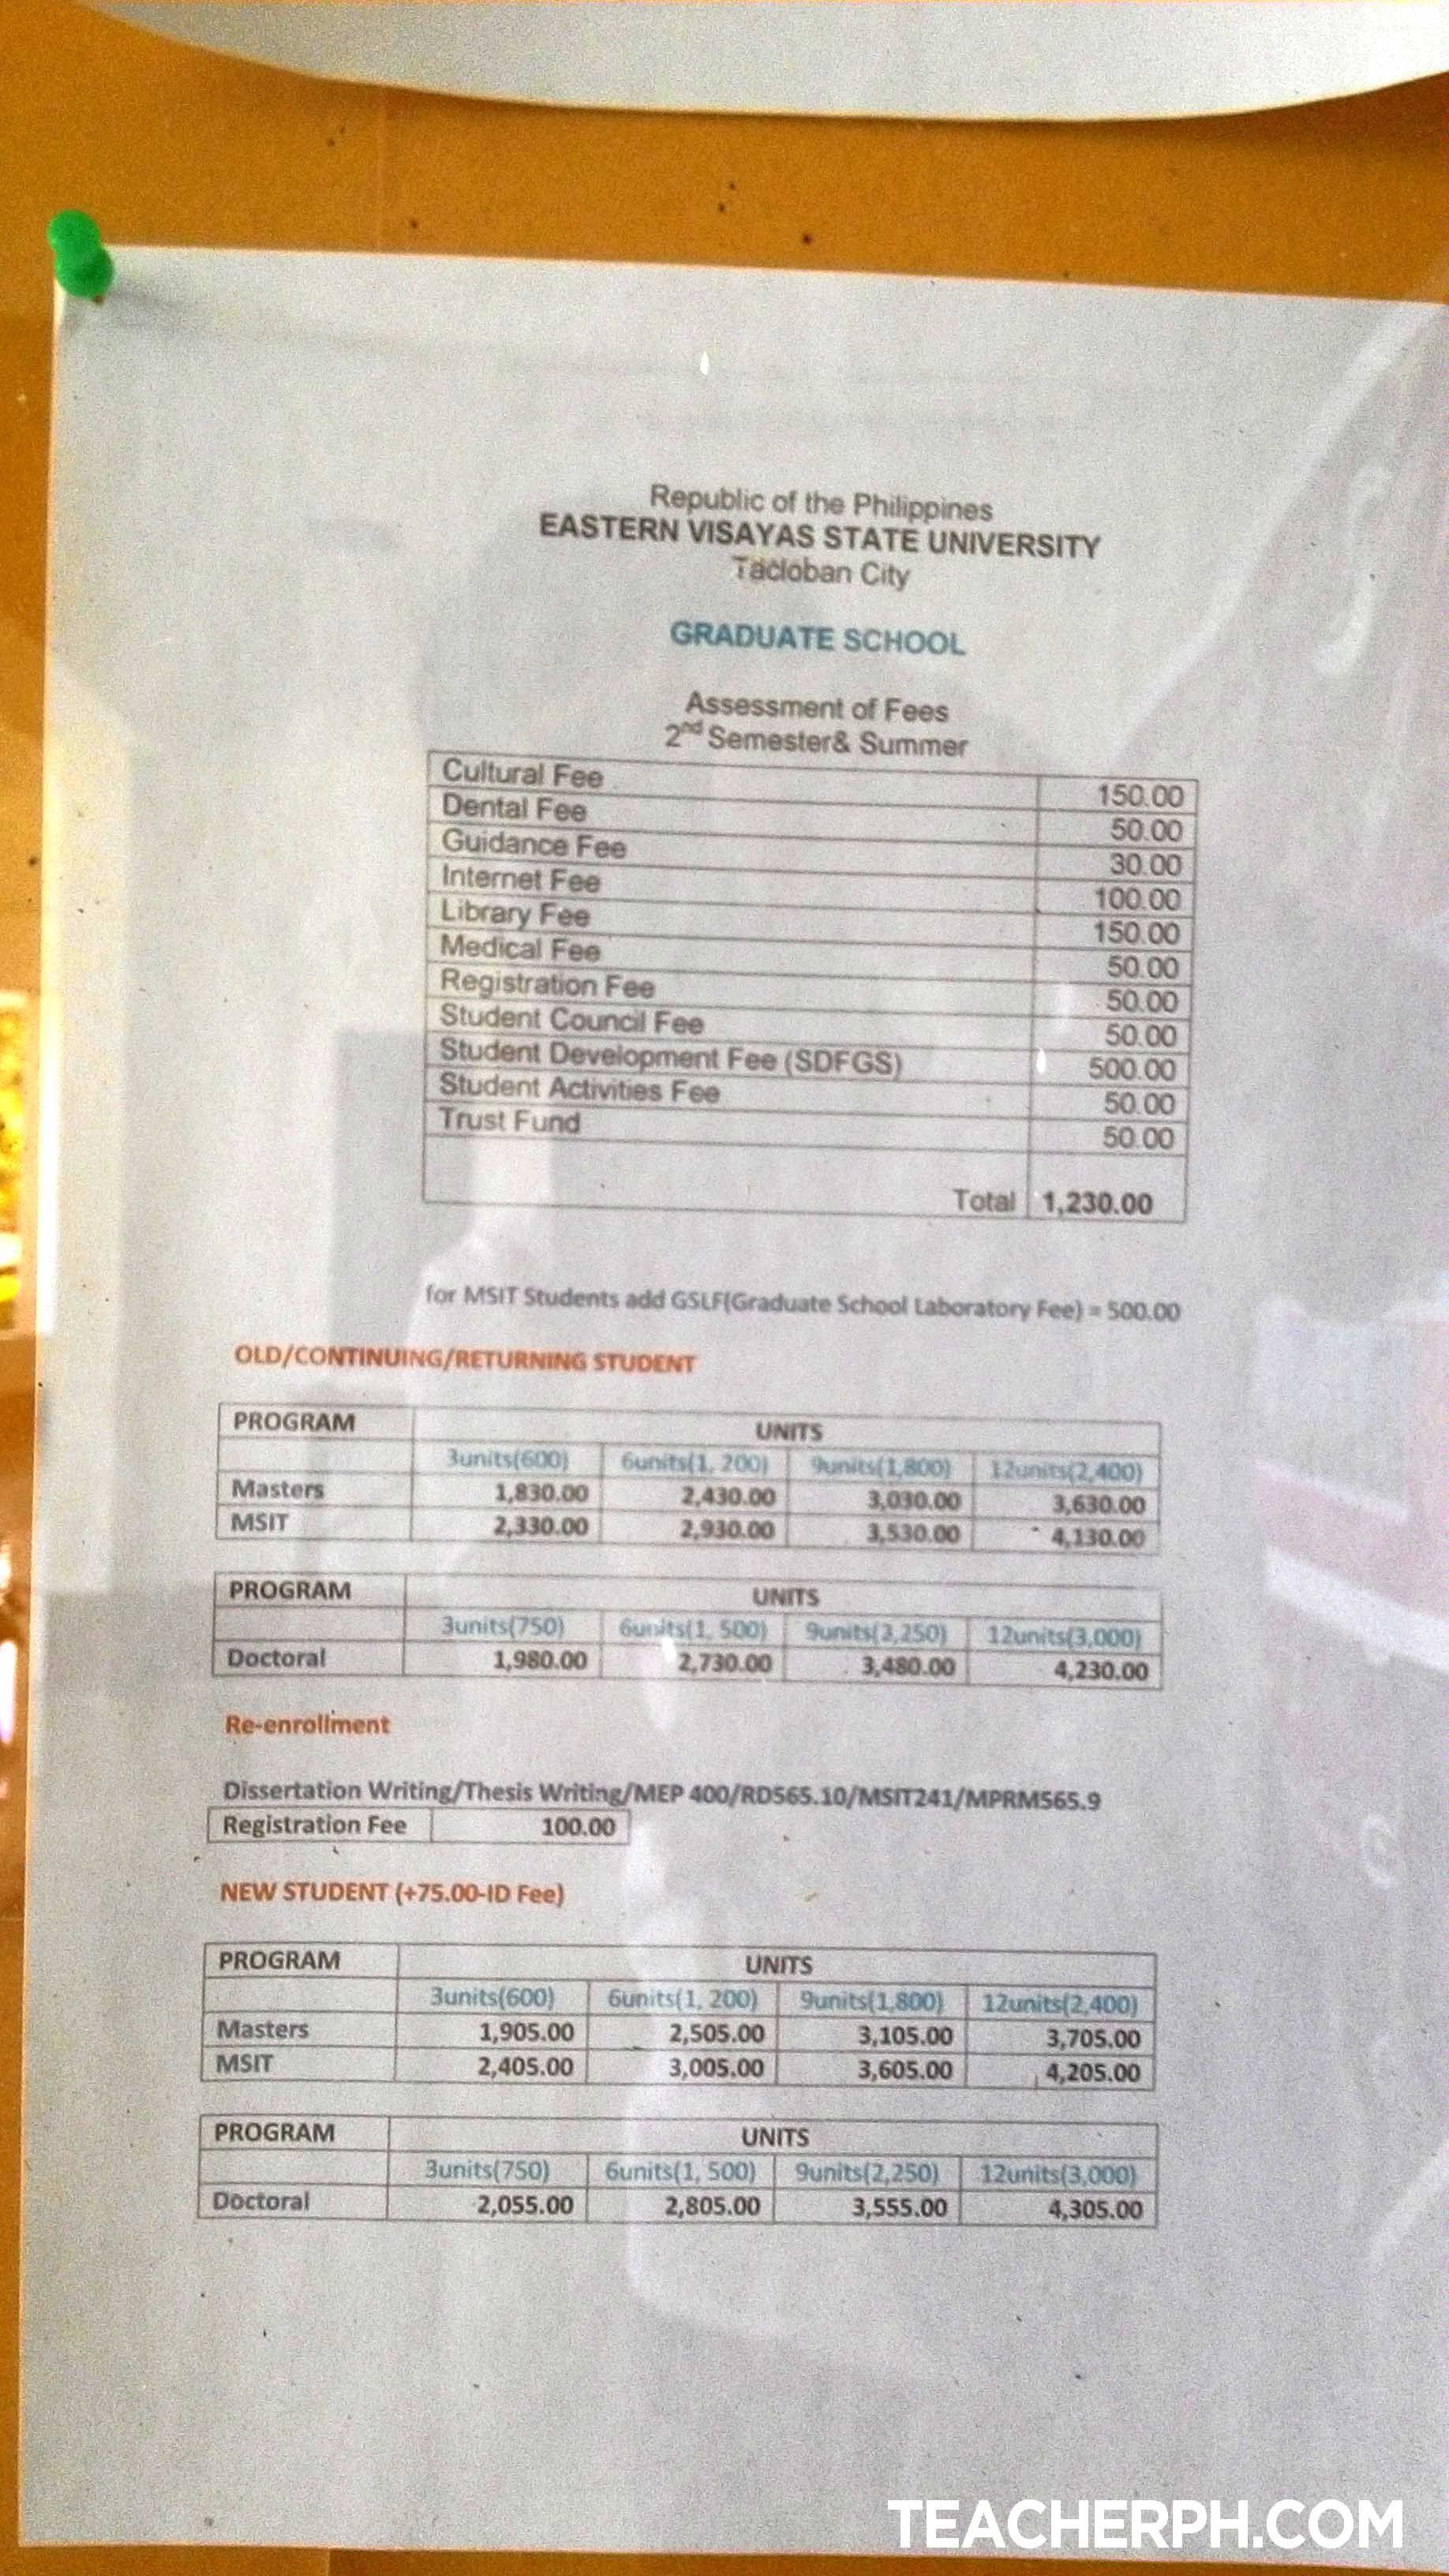 Republic of the Philippines
EASTERN VISAYAS STATE UNIVERSITY
Tacloban City
GRADUATE SCHOOL
Assessment of Fees
2nd Semester& Summer
Cultural Fee 150.00
Dental Fee 50.00
Guidance Fee 30.00
Internet Fee 100.00
Library Fee 150.00
Medical Fee 50.00
Registration Fee 50.00
Student Council Fee 50.00
Student Development Fee (SDFGS) 500.00
Student Activities Fee 50.00
Trust Fund 50.00
Total 1,230.00
for MSIT Students add GSLF(Graduate School Laboratory Fee) = 500.00
OLD/CONTINUING/RETURNING STUDENT
PROGRAM UNITS
3units(600) 6units(1, 200) 9units(1,800) 12units(2,400)
Masters 1,830.00 2,430.00 3,030.00 3,630.00
MSIT 2,330.00 2,930.00 3,530.00 4,130.00
PROGRAM UNITS
3units(750) 6units(1, 500) 9units(2,250) 12units(3,000)
Doctoral 1,980.00 2,730.00 3,480.00 4,230.00
Re-enrollment
Dissertation Writing/Thesis Writing/MEP 400/RD565.10/MSIT241/MPRM565.9
Registration Fee 100.00
NEW STUDENT (+75.00-ID Fee)
PROGRAM UNITS
3units(600) 6units(1, 200) 9units(1,800) 12units(2,400)
Masters 1,905.00 2,505.00 3,105.00 3,705.00
MSIT 2,405.00 3,005.00 3,605.00 4,205.00
PROGRAM UNITS
3units(750) 6units(1, 500) 9units(2,250) 12units(3,000)
Doctoral 2,055.00 2,805.00 3,555.00 4,305.00
TEACHERPH.COM